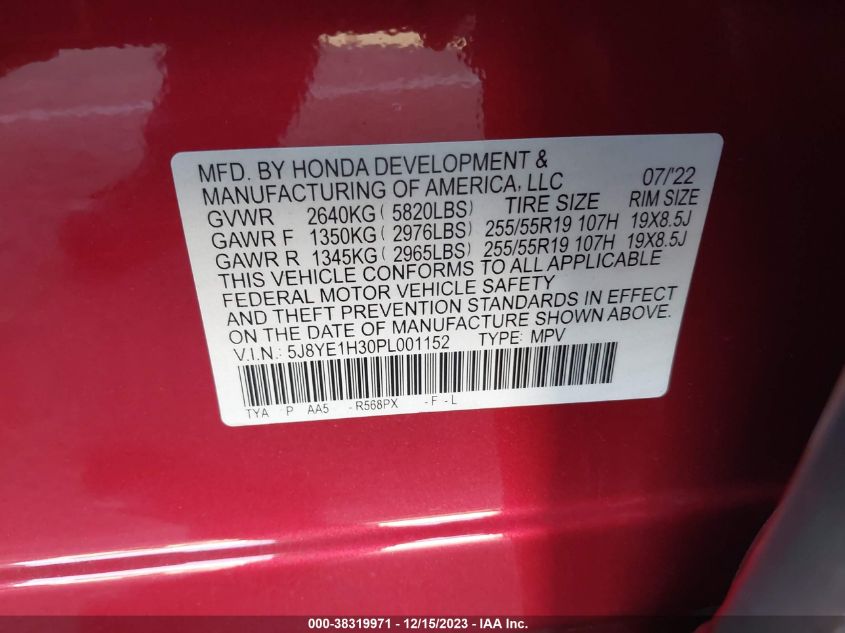 MFD. BY HONDA DEVELOPMENT &
MANUFACTURING OF AMERICA, LLC 07/'22
GVWR 2640KG ( 5820LBS) TIRE SIZE RIM SIZE
GAWR F 1350KG ( 2976LBS) 255/55R19 107H 19X8.5J
GAWR R 1345KG ( 2965LBS) 255/55R19 107H 19X8.5J
THIS VEHICLE CONFORMS TO ALL APPLICABLE
FEDERAL MOTOR VEHICLE SAFETY
AND THEFT PREVENTION STANDARDS IN EFFECT
ON THE DATE OF MANUFACTURE SHOWN ABOVE.
V.I.N.: 5J8YE1H30PL001152 TYPE: MPV
TYA P AA5 -R568PX -F -L
000-38319971 - 12/15/2023 - IAA Inc.